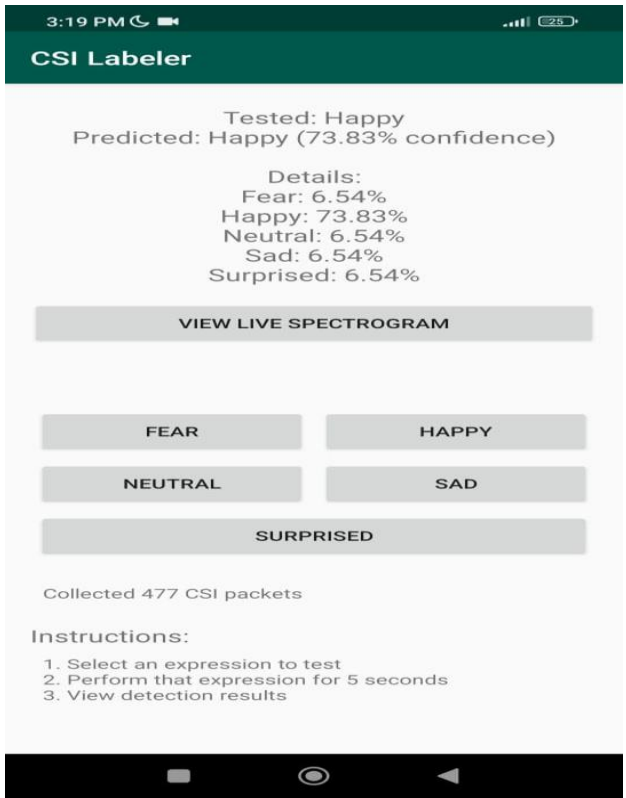 3:19 PM
25
CSI Labeler
Tested: Happy
Predicted: Happy (73.83% confidence)
Details:
Fear: 6.54%
Happy: 73.83%
Neutral: 6.54%
Sad: 6.54%
Surprised: 6.54%
VIEW LIVE SPECTROGRAM
FEAR
HAPPY
NEUTRAL
SAD
SURPRISED
Collected 477 CSI packets
Instructions:
1. Select an expression to test
2. Perform that expression for 5 seconds
3. View detection results